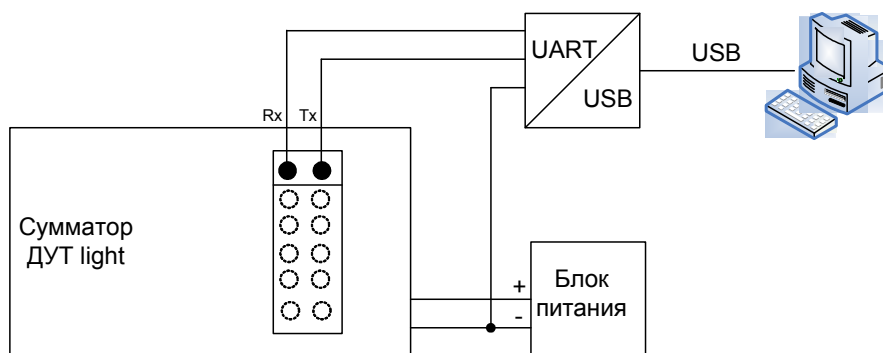 UART
USB
USB
Rx Tx
Сумматор
ДУТ light
+
-
Блок
питания